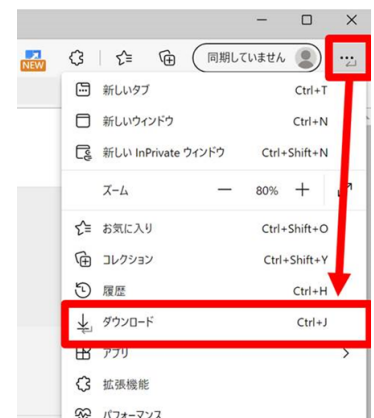 NEW
同期していません
新しいタブ Ctrl+T
新しいウィンドウ Ctrl+N
新しい InPrivate ウィンドウ Ctrl+Shift+N
ズーム 80%
お気に入り Ctrl+Shift+O
コレクション Ctrl+Shift+Y
履歴 Ctrl+H
ダウンロード Ctrl+J
アプリ
拡張機能
パフォーマンス